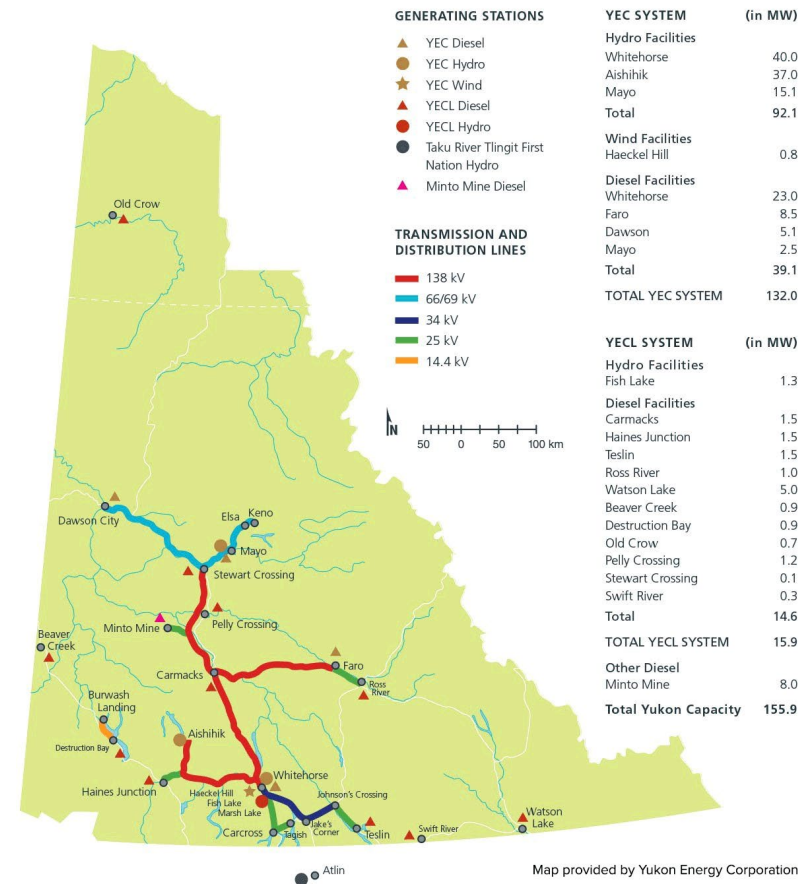 GENERATING STATIONS
YEC Diesel
YEC Hydro
YEC Wind
YECL Diesel
YECL Hydro
Taku River Tlingit First
Nation Hydro
Minto Mine Diesel
TRANSMISSION AND
DISTRIBUTION LINES
138 kV
66/69 kV
34 kV
25 kV
14.4 kV
N
50 0 50 100 km
YEC SYSTEM (in MW)
Hydro Facilities
Whitehorse 40.0
Aishihik 37.0
Mayo 15.1
Total 92.1
Wind Facilities
Haeckel Hill 0.8
Diesel Facilities
Whitehorse 23.0
Faro 8.5
Dawson 5.1
Mayo 2.5
Total 39.1
TOTAL YEC SYSTEM 132.0
YECL SYSTEM (in MW)
Hydro Facilities
Fish Lake 1.3
Diesel Facilities
Carmacks 1.5
Haines Junction 1.5
Teslin 1.5
Ross River 1.0
Watson Lake 5.0
Beaver Creek 0.9
Destruction Bay 0.9
Old Crow 0.7
Pelly Crossing 1.2
Stewart Crossing 0.1
Swift River 0.3
Total 14.6
TOTAL YECL SYSTEM 15.9
Other Diesel
Minto Mine 8.0
Total Yukon Capacity 155.9
Old Crow
Dawson City
Elsa
Keno
Mayo
Stewart Crossing
Minto Mine
Pelly Crossing
Beaver
Creek
Carmacks
Faro
Ross
River
Burwash
Landing
Destruction Bay
Aishihik
Haines Junction
Haeckel Hill
Fish Lake
Marsh Lake
Whitehorse
Johnson's Crossing
Carcross
Tagish
Jake's
Corner
Teslin
Swift River
Watson
Lake
Atlin
Map provided by Yukon Energy Corporation